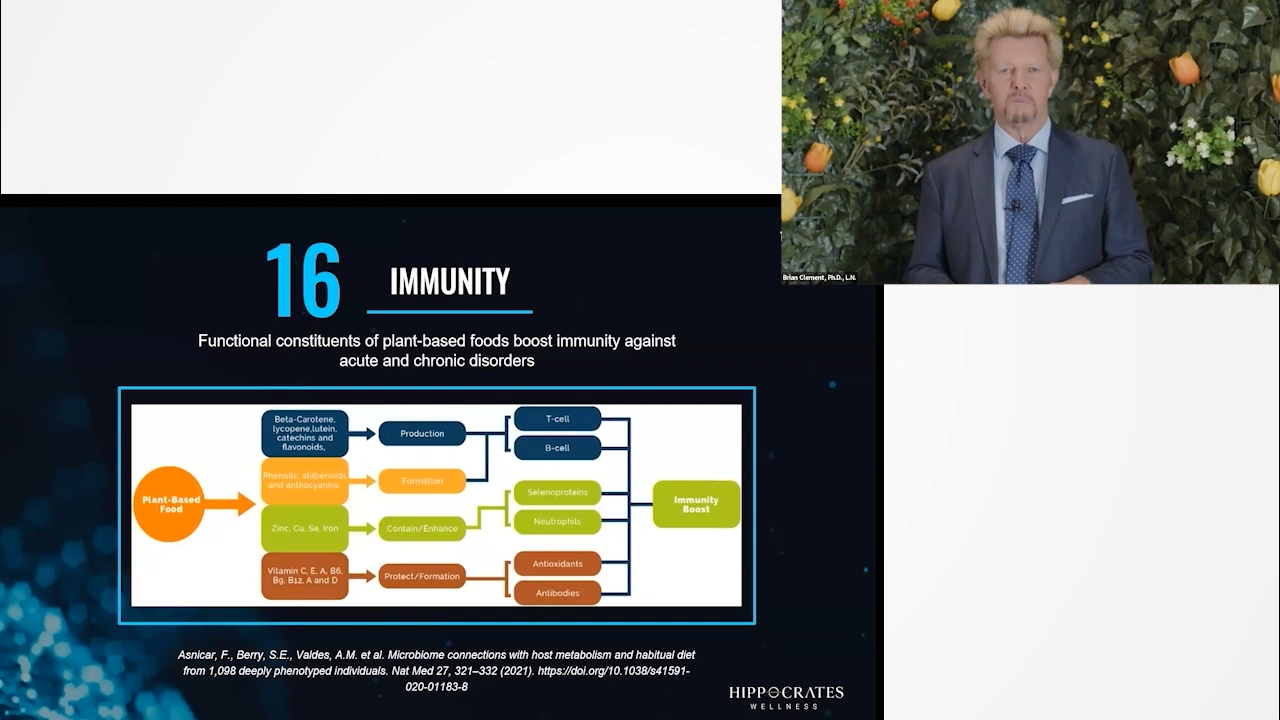 Brian Clement, Ph.D., L.N.
16
IMMUNITY
Functional constituents of plant-based foods boost immunity against
acute and chronic disorders
Plant-Based
Food
Beta-Carotene,
lycopene,lutein,
catechins and
flavonoids,
Production
T-cell
B-cell
Phenolic, stilbenoids
and anthocyanins
Formation
Zinc, Cu, Se, iron
Contain/Enhance
Selenoproteins
Neutrophils
Vitamin C, E, A, B6,
B9, B12, A and D
Protect/Formation
Antioxidants
Antibodies
Immunity
Boost
Asnicar, F., Berry, S.E., Valdes, A.M. et al. Microbiome connections with host metabolism and habitual diet
from 1,098 deeply phenotyped individuals. Nat Med 27, 321–332 (2021). https://doi.org/10.1038/s41591-
020-01183-8
HIPPOCRATES
WELLNESS